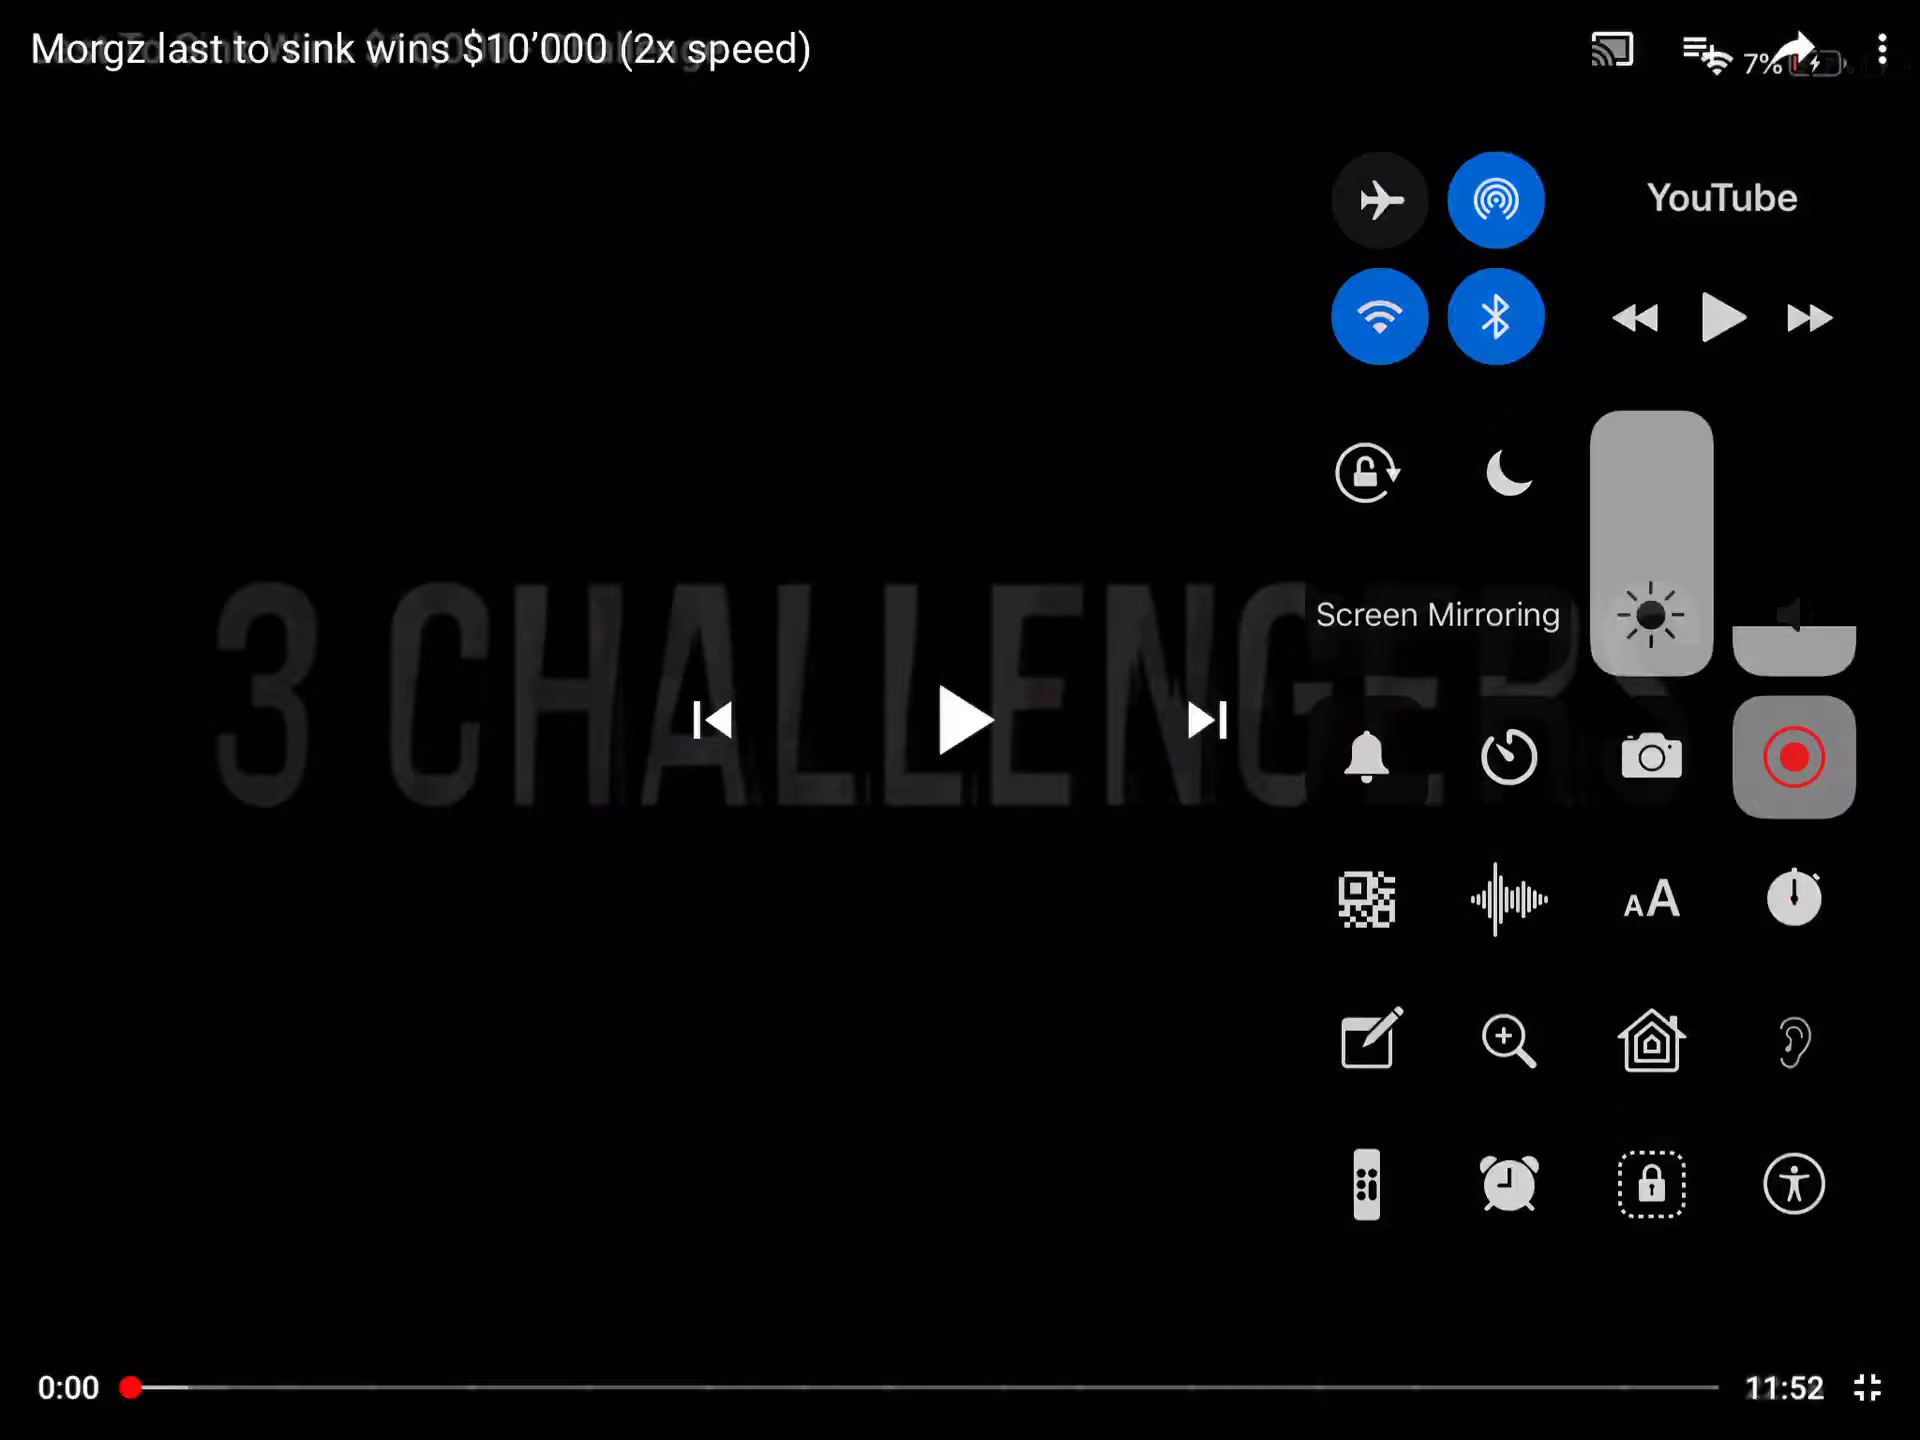 Morgz last to sink wins $10’000 (2x speed)
7%
YouTube
Screen Mirroring
3 CHALLENGERS
AA
0:00
11:52